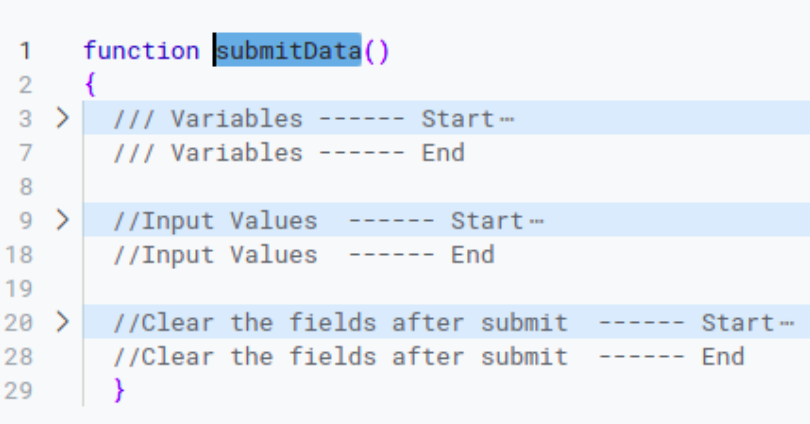 1 function submitData()
2 {
3 > /// Variables ------ Start⋯
7 /// Variables ------ End
8
9 > //Input Values  ------ Start⋯
18 //Input Values  ------ End
19
20 > //Clear the fields after submit  ------ Start⋯
28 //Clear the fields after submit  ------ End
29 }